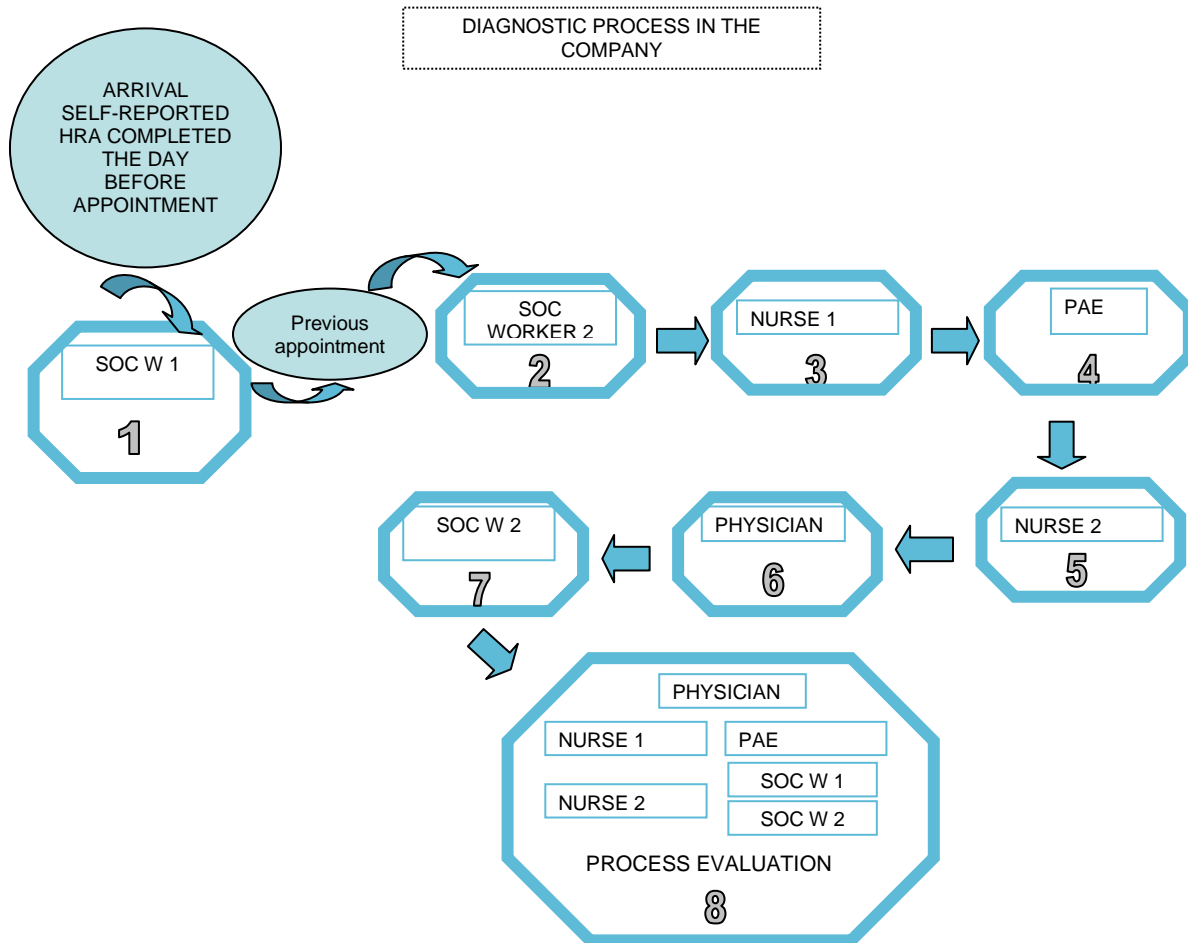 DIAGNOSTIC PROCESS IN THE
COMPANY
ARRIVAL
SELF-REPORTED
HRA COMPLETED
THE DAY
BEFORE
APPOINTMENT
SOC W 1
1
Previous
appointment
SOC
WORKER 2
2
NURSE 1
3
PAE
4
NURSE 2
5
PHYSICIAN
6
SOC W 2
7
PHYSICIAN
NURSE 1
PAE
SOC W 1
NURSE 2
SOC W 2
PROCESS EVALUATION
8